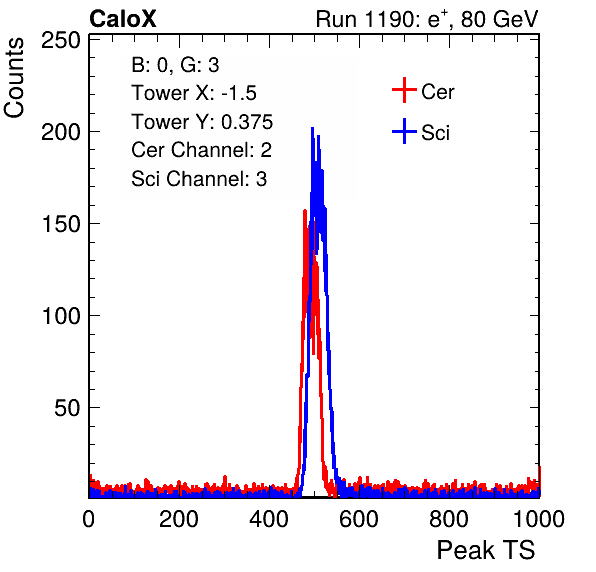 CaloX
Run 1190: e+, 80 GeV
Counts
250
200
150
100
50
B: 0, G: 3
Tower X: -1.5
Tower Y: 0.375
Cer Channel: 2
Sci Channel: 3
Cer
Sci
0 200 400 600 800 1000
Peak TS